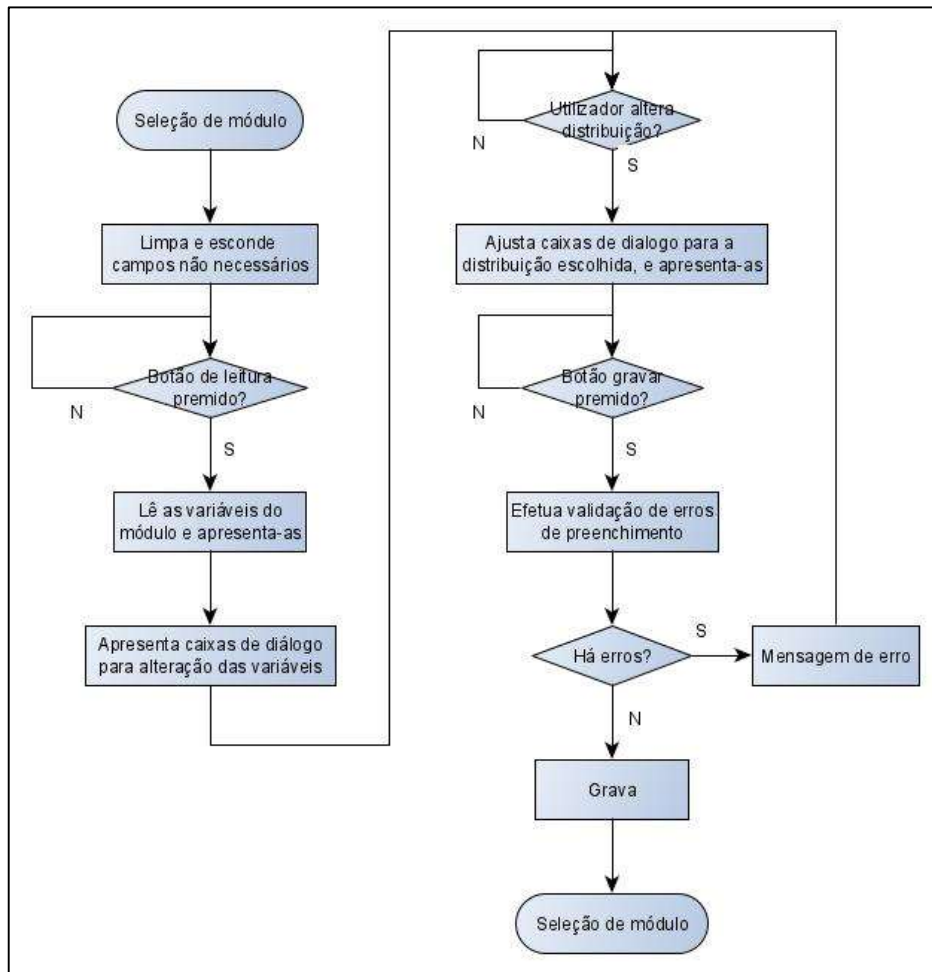 Seleção de módulo
Limpa e esconde
campos não necessários
Botão de leitura
premido?
N
S
Lê as variáveis do
módulo e apresenta-as
Apresenta caixas de diálogo
para alteração das variáveis
Utilizador altera
distribuição?
N
S
Ajusta caixas de dialogo para a
distribuição escolhida, e apresenta-as
Botão gravar
premido?
N
S
Efetua validação de erros
de preenchimento
Há erros?
S
Mensagem de erro
N
Grava
Seleção de módulo